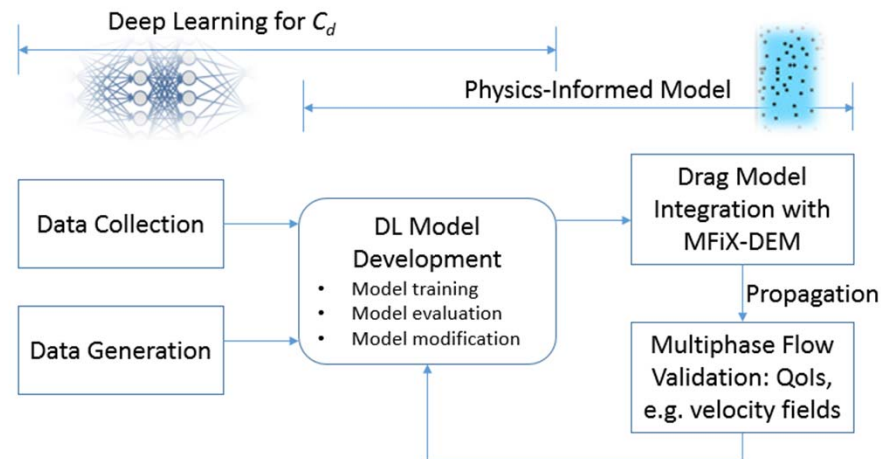 Deep Learning for Cd
Physics-Informed Model
Data Collection
Data Generation
DL Model
Development
• Model training
• Model evaluation
• Model modification
Drag Model
Integration with
MFiX-DEM
Propagation
Multiphase Flow
Validation: QoIs,
e.g. velocity fields